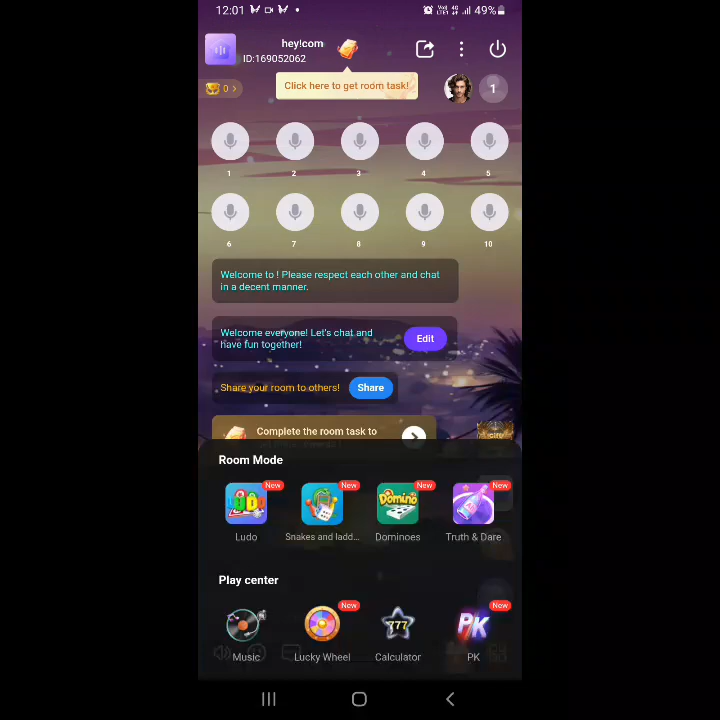 12:01
49%
hey!com
ID:169052062
Click here to get room task!
0 >
1
1 2 3 4 5
6 7 8 9 10
Welcome to ! Please respect each other and chat
in a decent manner.
Welcome everyone! Let's chat and
have fun together!
Edit
Share your room to others!
Share
Complete the room task to
Room Mode
New New New New
Ludo Snakes and ladd... Dominoes Truth & Dare
Play center
New New
777
PK
Music Lucky Wheel Calculator PK